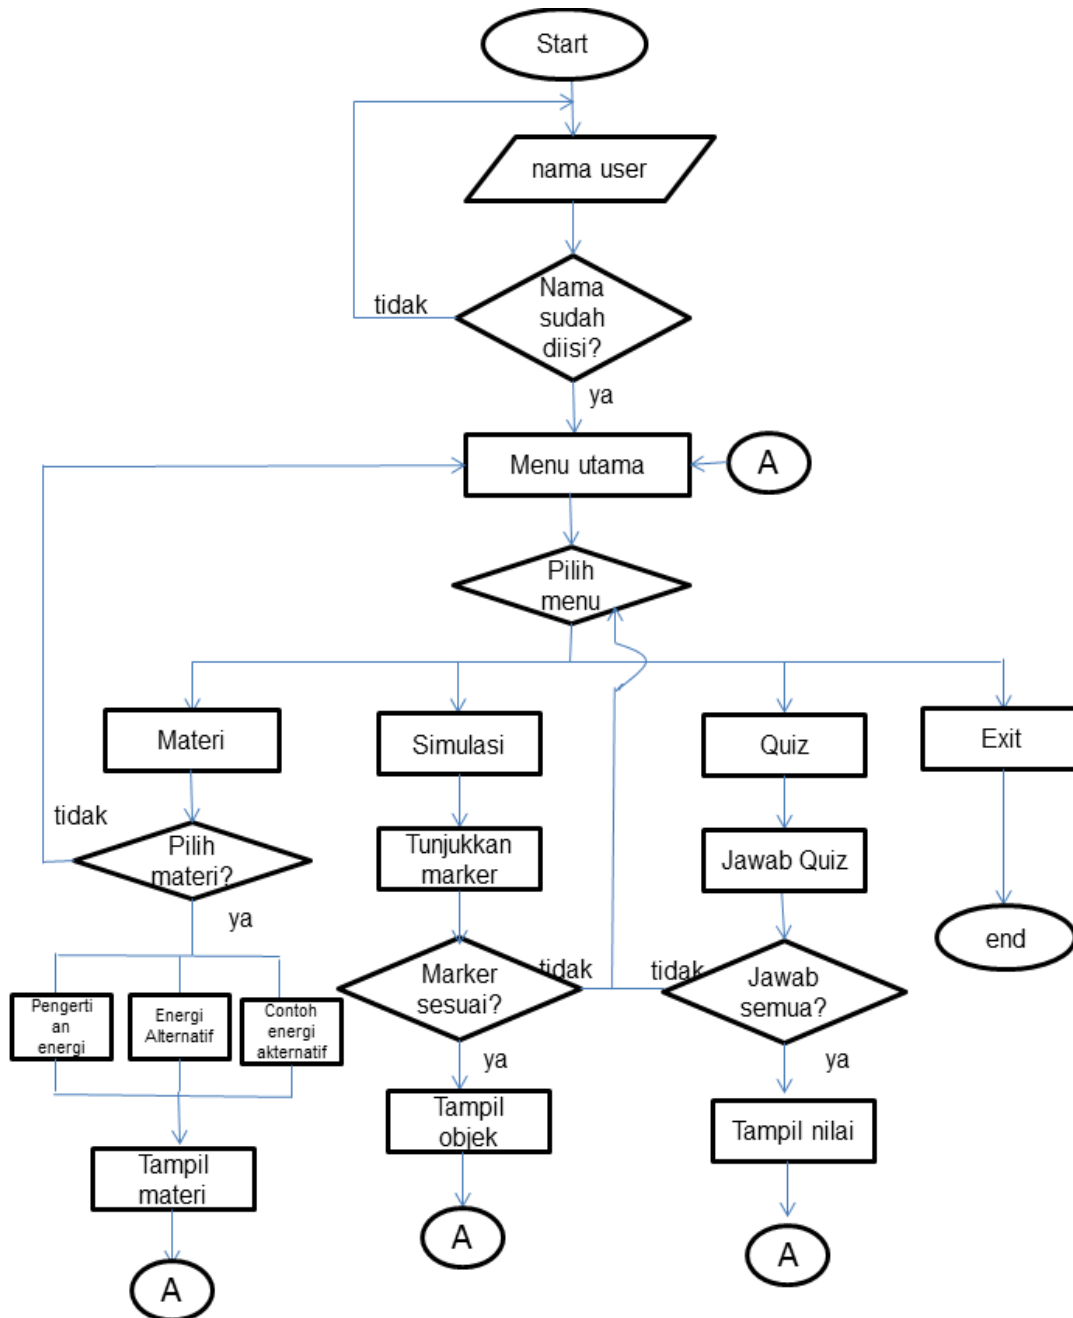 Start
nama user
Nama
sudah
diisi?
tidak
ya
Menu utama
A
Pilih
menu
Materi
Simulasi
Quiz
Exit
tidak
Pilih
materi?
Tunjukkan
marker
Jawab Quiz
ya
end
Marker
sesuai?
tidak
tidak
Jawab
semua?
Pengerti
an
energi
Energi
Alternatif
Contoh
energi
akternatif
ya
ya
Tampil
objek
Tampil nilai
Tampil
materi
A
A
A